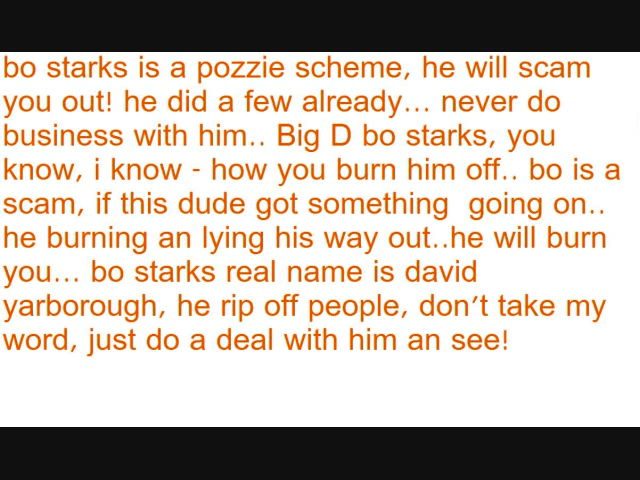 bo starks is a pozzie scheme, he will scam
you out! he did a few already... never do
business with him.. Big D bo starks, you
know, i know - how you burn him off.. bo is a
scam, if this dude got something  going on..
he burning an lying his way out..he will burn
you... bo starks real name is david
yarborough, he rip off people, don't take my
word, just do a deal with him an see!